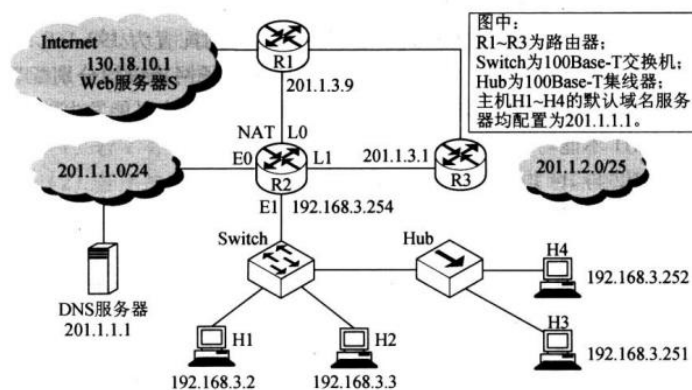 Internet
130.18.10.1
Web服务器S
R1
201.1.3.9
图中:
R1~R3为路由器;
Switch为100Base-T交换机;
Hub为100Base-T集线器;
主机H1~H4的默认域名服务
器均配置为201.1.1.1。
NAT L0
201.1.1.0/24
E0
L1
R2
201.1.3.1
R3
201.1.2.0/25
E1
192.168.3.254
Switch
Hub
H4
192.168.3.252
DNS服务器
201.1.1.1
H1
H2
H3
192.168.3.251
192.168.3.2
192.168.3.3